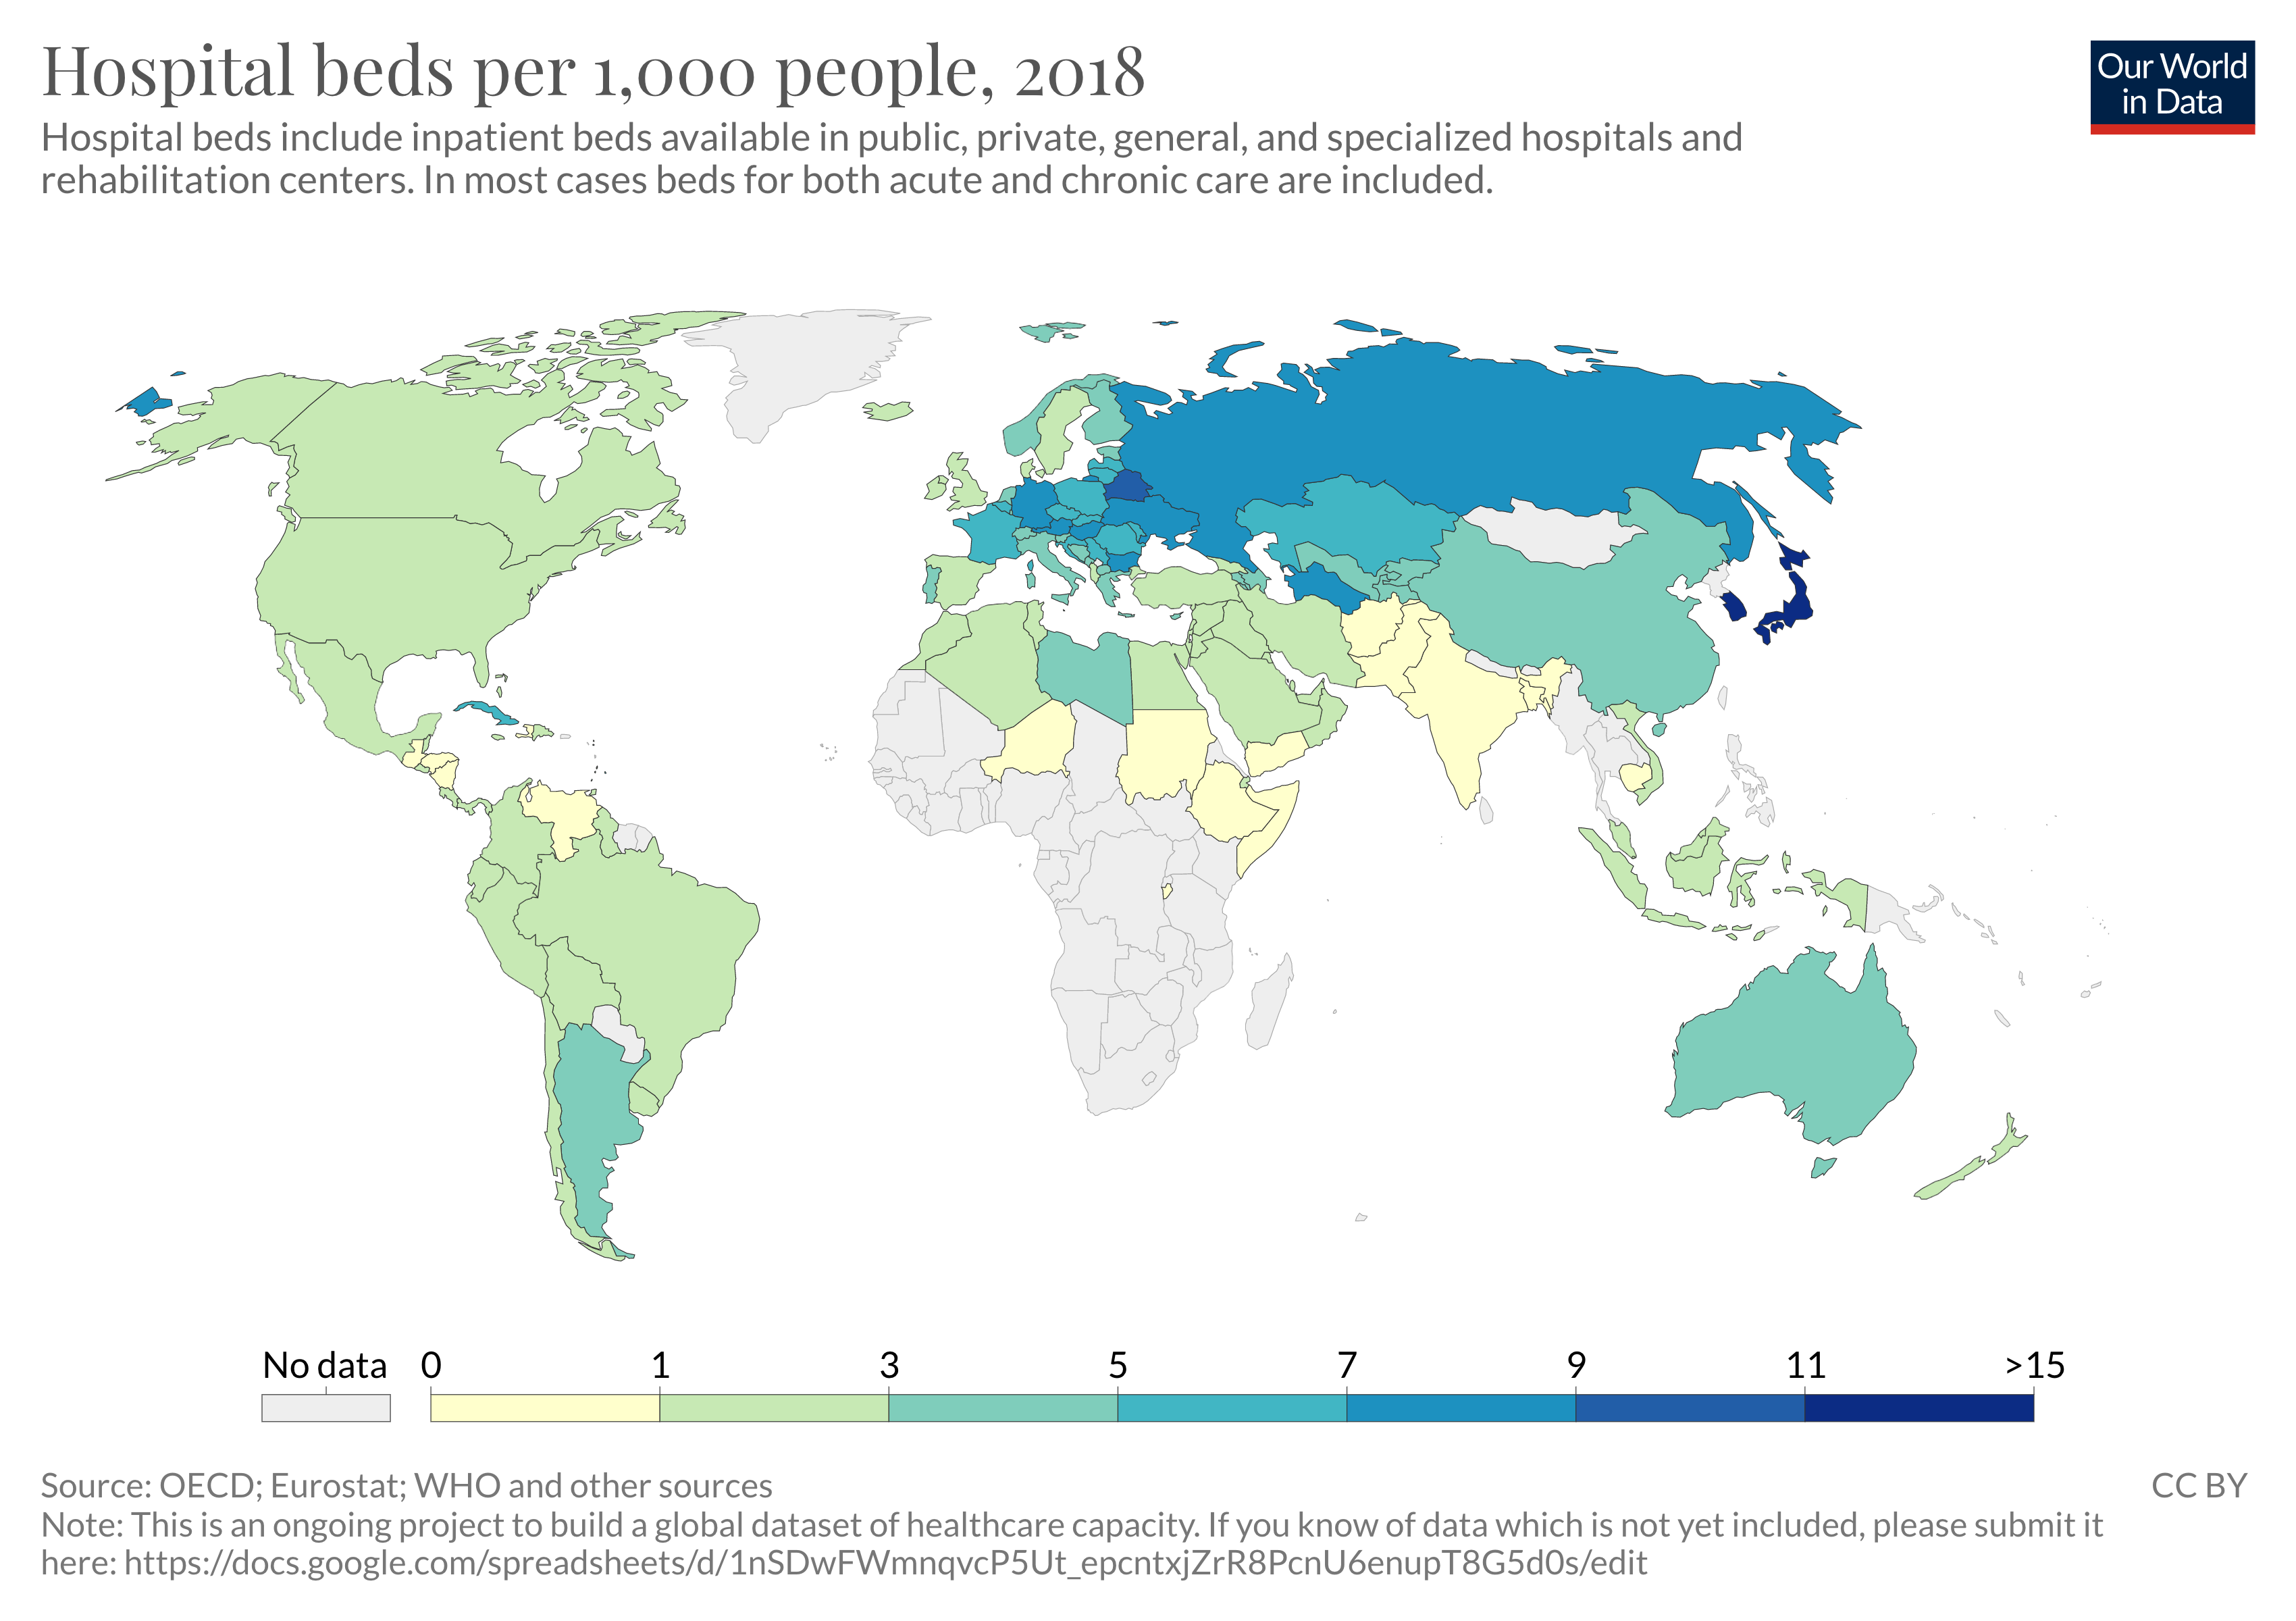 Hospital beds per 1,000 people, 2018
Our World
in Data
Hospital beds include inpatient beds available in public, private, general, and specialized hospitals and
rehabilitation centers. In most cases beds for both acute and chronic care are included.
No data 0 1 3 5 7 9 11 >15
Source: OECD; Eurostat; WHO and other sources
CC BY
Note: This is an ongoing project to build a global dataset of healthcare capacity. If you know of data which is not yet included, please submit it
here: https://docs.google.com/spreadsheets/d/1nSDwFWmnqvcP5Ut_epcntxjZrR8PcnU6enupT8G5d0s/edit